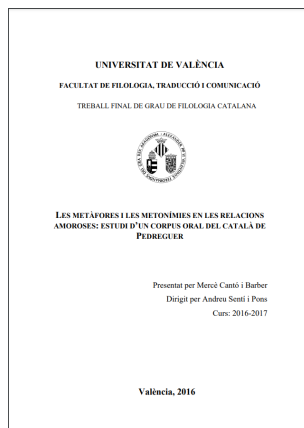 UNIVERSITAT DE VALÈNCIA
FACULTAT DE FILOLOGIA, TRADUCCIÓ I COMUNICACIÓ
TREBALL FINAL DE GRAU DE FILOLOGIA CATALANA
LES METÀFORES I LES METONÍMIES EN LES RELACIONS
AMOROSES: ESTUDI D'UN CORPUS ORAL DEL CATALÀ DE
PEDREGUER
Presentat per Mercè Cantó i Barber
Dirigit per Andreu Sentí i Pons
Curs: 2016-2017
València, 2016